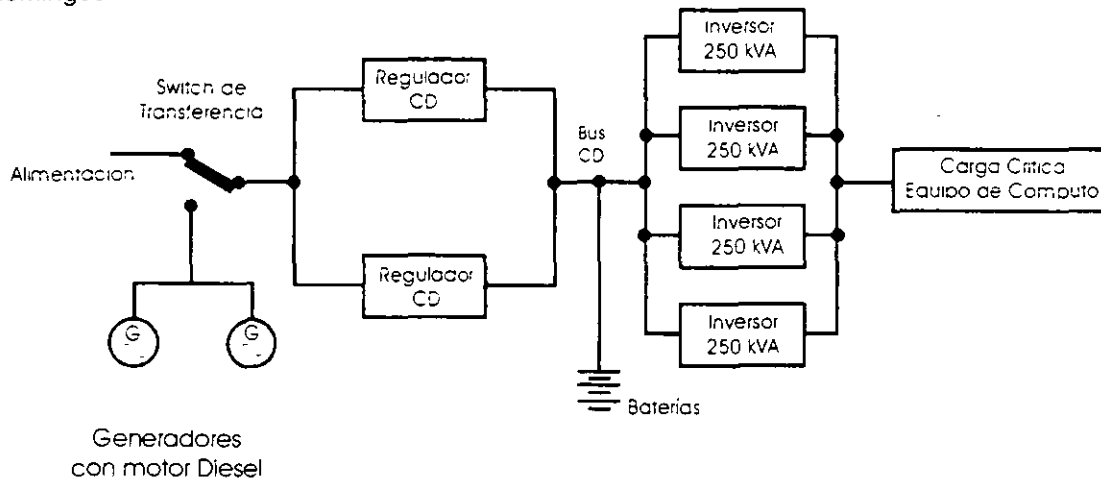 Switch de
Transferencia
Alimentacion
Regulador
CD
Regulador
CD
Bus
CD
Inversor
250 kVA
Inversor
250 kVA
Inversor
250 kVA
Inversor
250 kVA
Carga Critica
Equipo de Computo
G
G
Baterías
Generadores
con motor Diesel